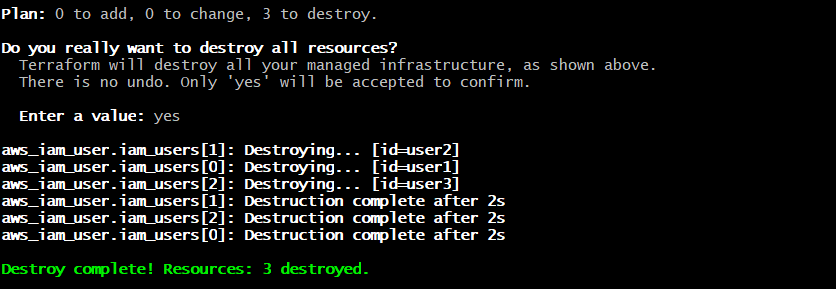 Plan: 0 to add, 0 to change, 3 to destroy.
Do you really want to destroy all resources?
Terraform will destroy all your managed infrastructure, as shown above.
There is no undo. Only 'yes' will be accepted to confirm.
Enter a value: yes
aws_iam_user.iam_users[1]: Destroying... [id=user2]
aws_iam_user.iam_users[0]: Destroying... [id=user1]
aws_iam_user.iam_users[2]: Destroying... [id=user3]
aws_iam_user.iam_users[1]: Destruction complete after 2s
aws_iam_user.iam_users[2]: Destruction complete after 2s
aws_iam_user.iam_users[0]: Destruction complete after 2s
Destroy complete! Resources: 3 destroyed.